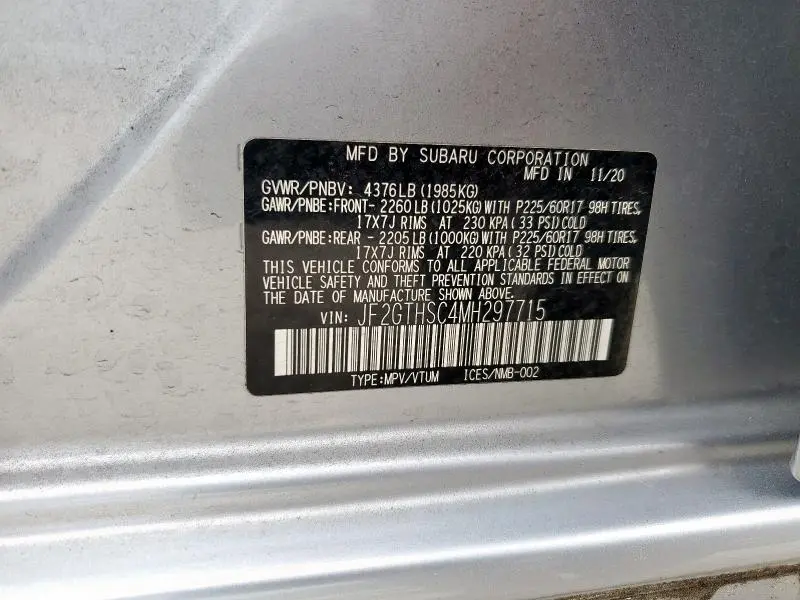 MFD BY SUBARU CORPORATION
MFD IN 11/20
GVWR/PNBV: 4376LB(1985KG)
GAWR/PNBE:FRONT- 2260LB(1025KG)WITH P225/60R17 98H TIRES,
17X7J RIMS AT 230 KPA(33 PSI)COLD
GAWR/PNBE:REAR - 2205LB(1000KG)WITH P225/60R17 98H TIRES,
17X7J RIMS AT 220 KPA(32 PSI)COLD
THIS VEHICLE CONFORMS TO ALL APPLICABLE FEDERAL MOTOR
VEHICLE SAFETY AND THEFT PREVENTION STANDARDS IN EFFECT ON
THE DATE OF MANUFACTURE SHOWN ABOVE.
VIN: JF2GTHSC4MH297715
TYPE:MPV/VTUM ICES/NMB-002